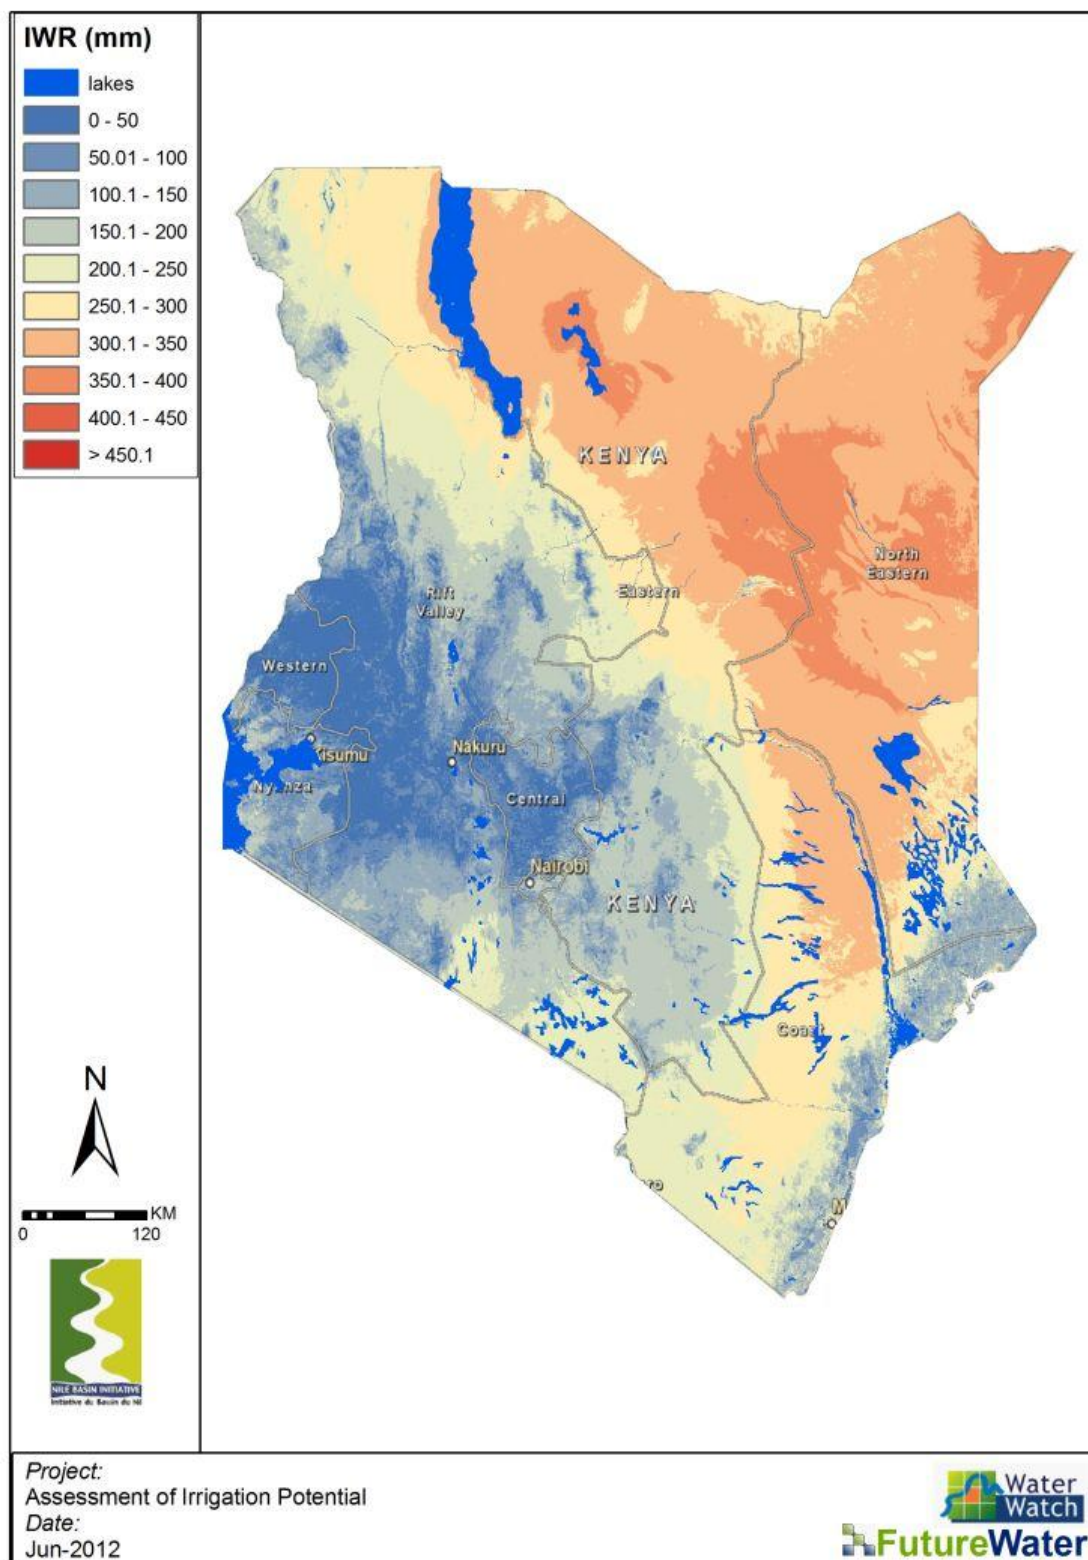 IWR (mm)
lakes
0 - 50
50.01 - 100
100.1 - 150
150.1 - 200
200.1 - 250
250.1 - 300
300.1 - 350
350.1 - 400
400.1 - 450
> 450.1
KENYA
North
Eastern
Eastern
Rift
Valley
Western
Kisumu
Nakuru
Nyanza
Central
Nairobi
KENYA
Coast
M
N
KM
0
120
NILE BASIN INITIATIVE
Initiative du Bassin du Nil
Project:
Assessment of Irrigation Potential
Date:
Jun-2012
Water
Watch
FutureWater